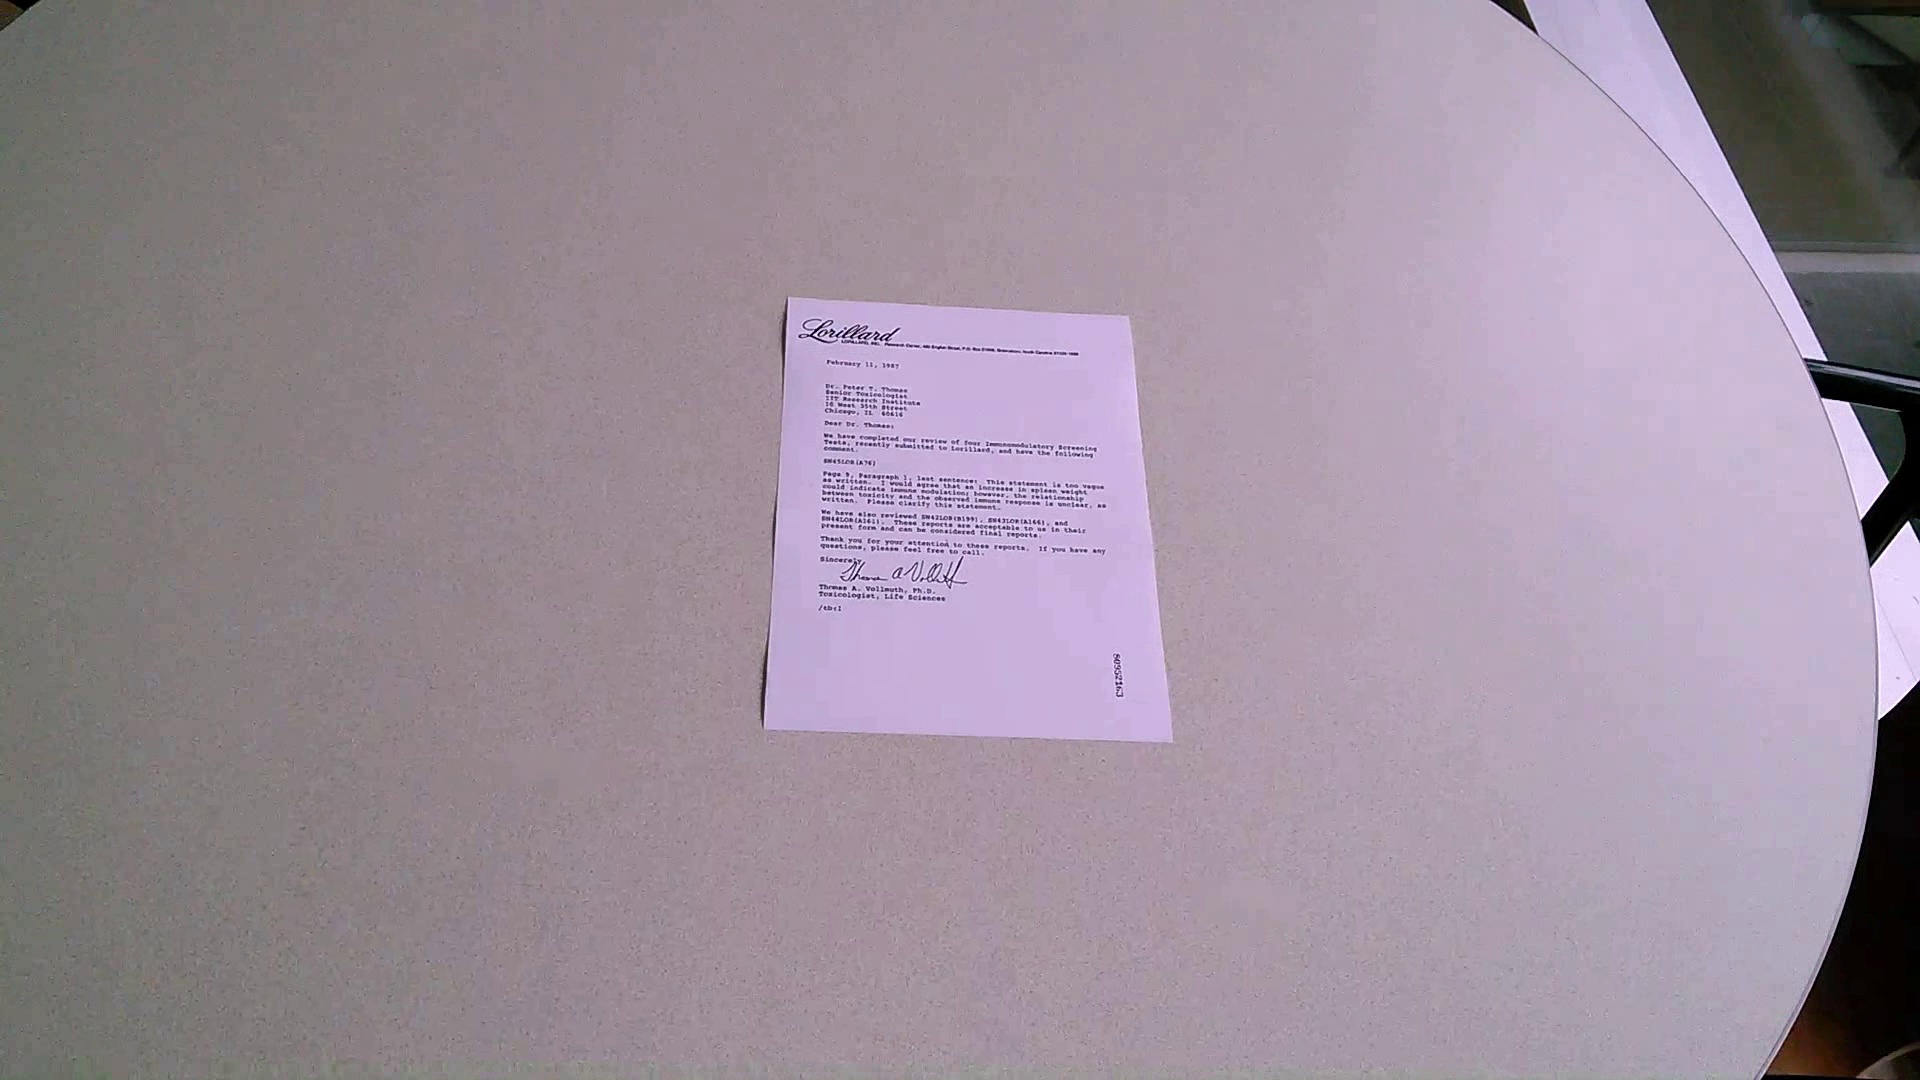 Lorillard
LORILLARD, INC. Research Center, 420 English Street, P.O. Box 21688, Greensboro, North Carolina 27420-1688
February 11, 1987
Dr. Peter T. Thomas
Senior Toxicologist
IIT Research Institute
10 West 35th Street
Chicago, IL 60616
Dear Dr. Thomas:
We have completed our review of four Immunomodulatory Screening
Tests, recently submitted to Lorillard, and have the following
comment.
SN45LOR(A76)
Page 9, Paragraph 1, last sentence: This statement is too vague
as written. I would agree that an increase in spleen weight
could indicate immune modulation; however, the relationship
between toxicity and the observed immune response is unclear, as
written. Please clarify this statement.
We have also reviewed SN42LOR(B199), SN43LOR(A166), and
SN44LOR(A161). These reports are acceptable to us in their
present form and can be considered final reports.
Thank you for your attention to these reports. If you have any
questions, please feel free to call.
Sincerely,
Thomas A Vollmuth
Thomas A. Vollmuth, Ph.D.
Toxicologist, Life Sciences
/tbc1